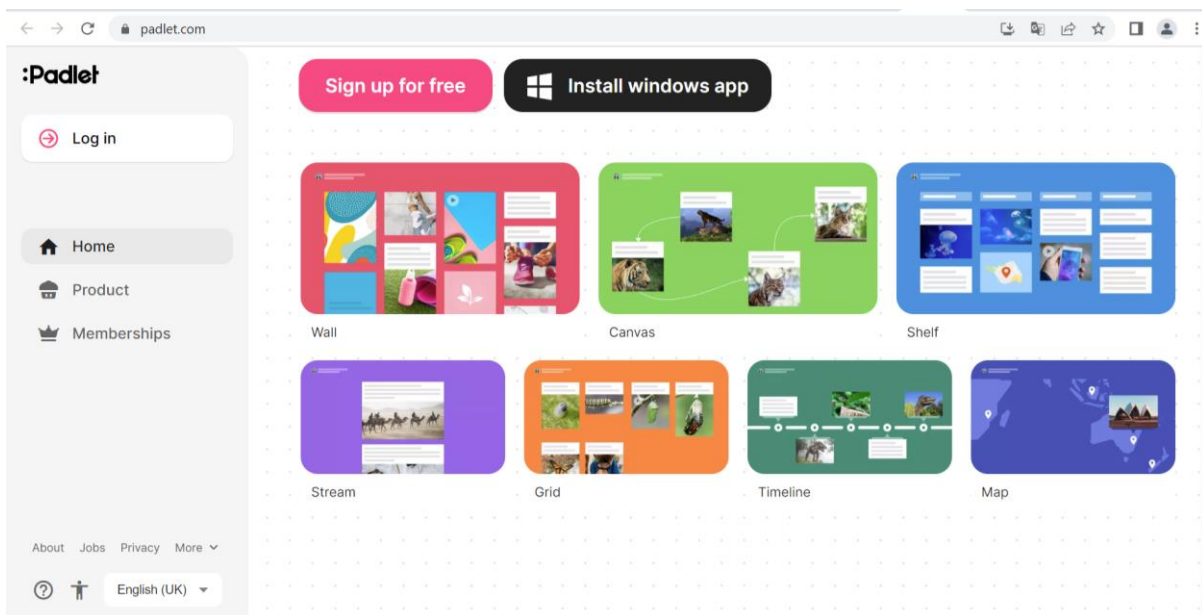 padlet.com
:Padlet
Log in
Home
Product
Memberships
About Jobs Privacy More
English (UK)
Sign up for free
Install windows app
Wall
Canvas
Shelf
Stream
Grid
Timeline
Map